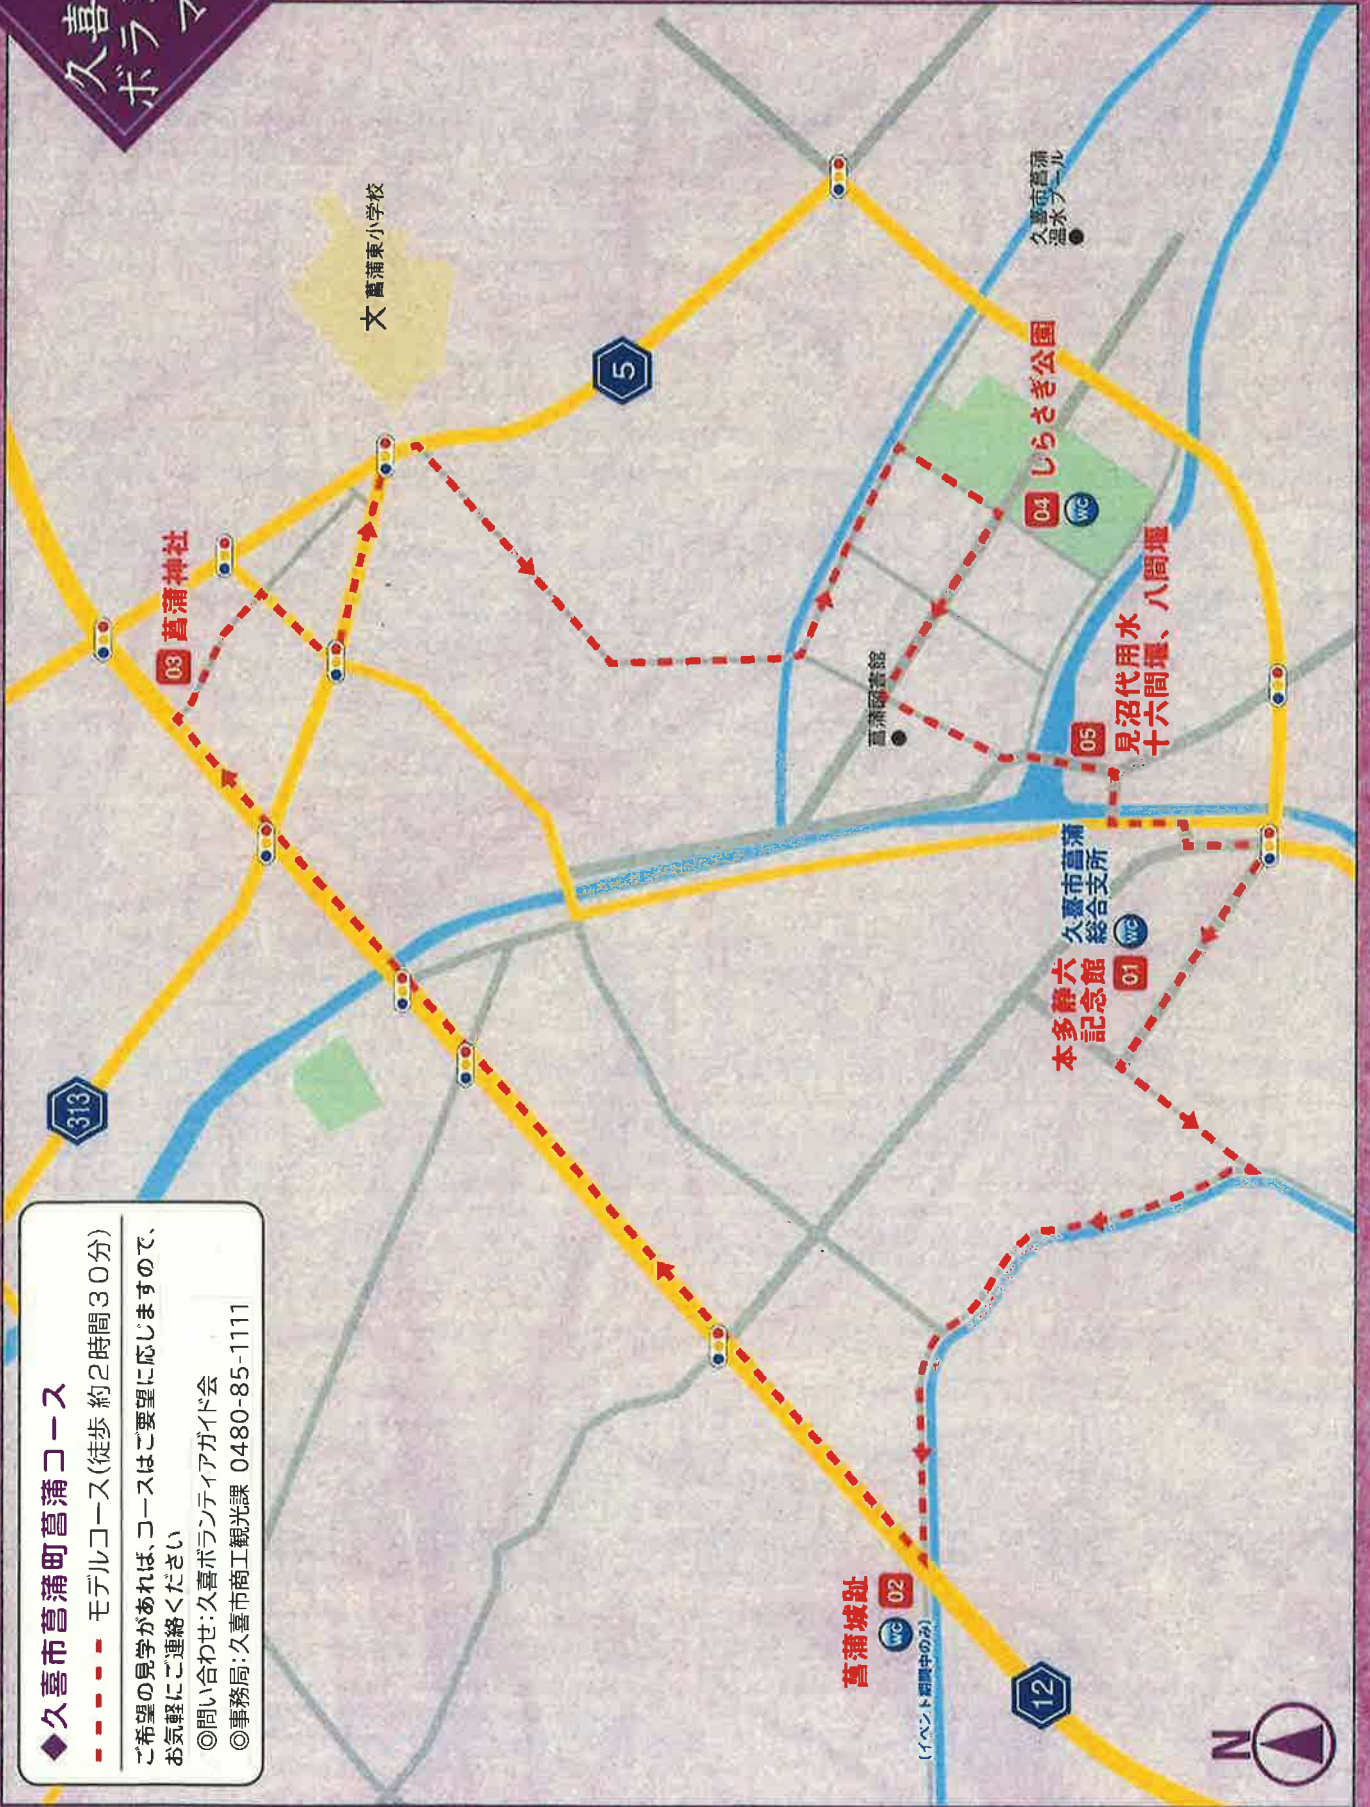 ◆久喜市菖蒲町菖蒲コース
モデルコース(徒歩 約2時間30分)
ご希望の見学があれば、コースはご要望に応じますので、
お気軽にご連絡ください
◎問い合わせ:久喜ボランティアガイド会
◎事務局:久喜市商工観光課 0480-85-1111
久喜
ボラ
313
03 菖蒲神社
文 菖蒲東小学校
5
久喜市菖蒲
温水プール
04 しらさぎ公園
WC
菖蒲図書館
05
見沼代用水
十六間堰、八間堰
久喜市菖蒲
総合支所
WC
本多静六
記念館
01
菖蒲城趾
WC 02
(イベント期間中のみ)
12
N